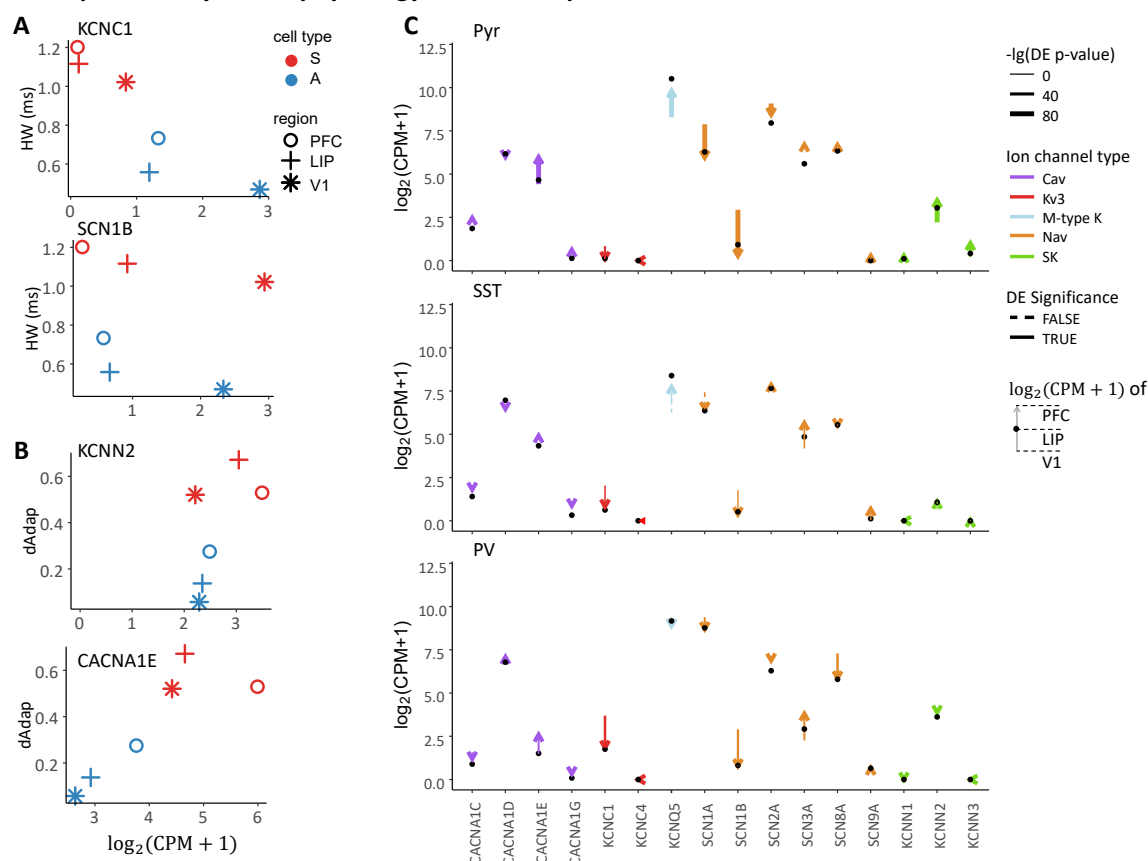 A
KCNC1
cell type
S
A
region
PFC
LIP
V1
HW (ms)
1.2
1.0
0.8
0.6
0 1 2 3
SCN1B
HW (ms)
1.2
1.0
0.8
0.6
1 2 3
B
KCNN2
dAdap
0.6
0.4
0.2
0 1 2 3
CACNA1E
dAdap
0.6
0.4
0.2
3 4 5 6
log₂(CPM + 1)
C
Pyr
log₂(CPM+1)
12.5
10.0
7.5
5.0
2.5
0.0
SST
log₂(CPM+1)
12.5
10.0
7.5
5.0
2.5
0.0
PV
log₂(CPM+1)
12.5
10.0
7.5
5.0
2.5
0.0
CACNA1C
CACNA1D
CACNA1E
CACNA1G
KCNC1
KCNC4
KCNQ5
SCN1A
SCN1B
SCN2A
SCN3A
SCN8A
SCN9A
KCNN1
KCNN2
KCNN3
-lg(DE p-value)
0
40
80
Ion channel type
Cav
Kv3
M-type K
Nav
SK
DE Significance
FALSE
TRUE
log₂(CPM + 1) of
PFC
LIP
V1